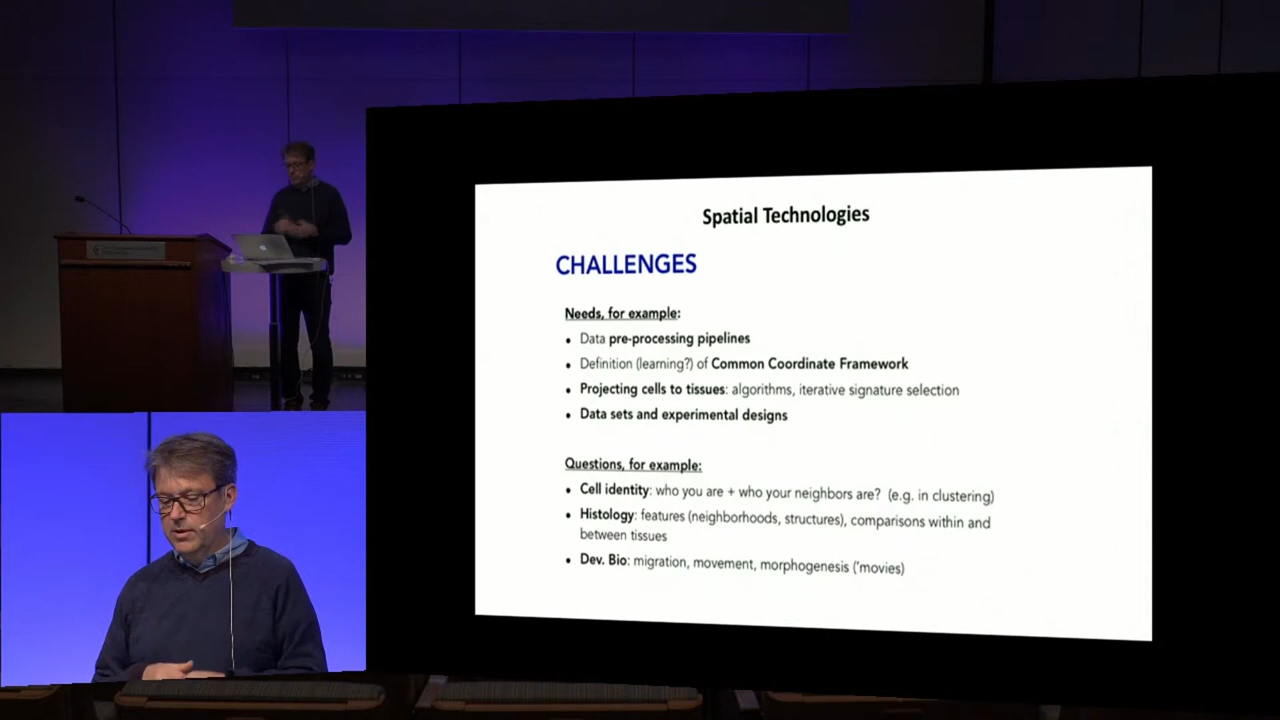 Spatial Technologies
CHALLENGES
Needs, for example:
• Data pre-processing pipelines
• Definition (learning?) of Common Coordinate Framework
• Projecting cells to tissues: algorithms, iterative signature selection
• Data sets and experimental designs
Questions, for example:
• Cell identity: who you are + who your neighbors are? (e.g. in clustering)
• Histology: features (neighborhoods, structures), comparisons within and
between tissues
• Dev. Bio: migration, movement, morphogenesis ('movies)